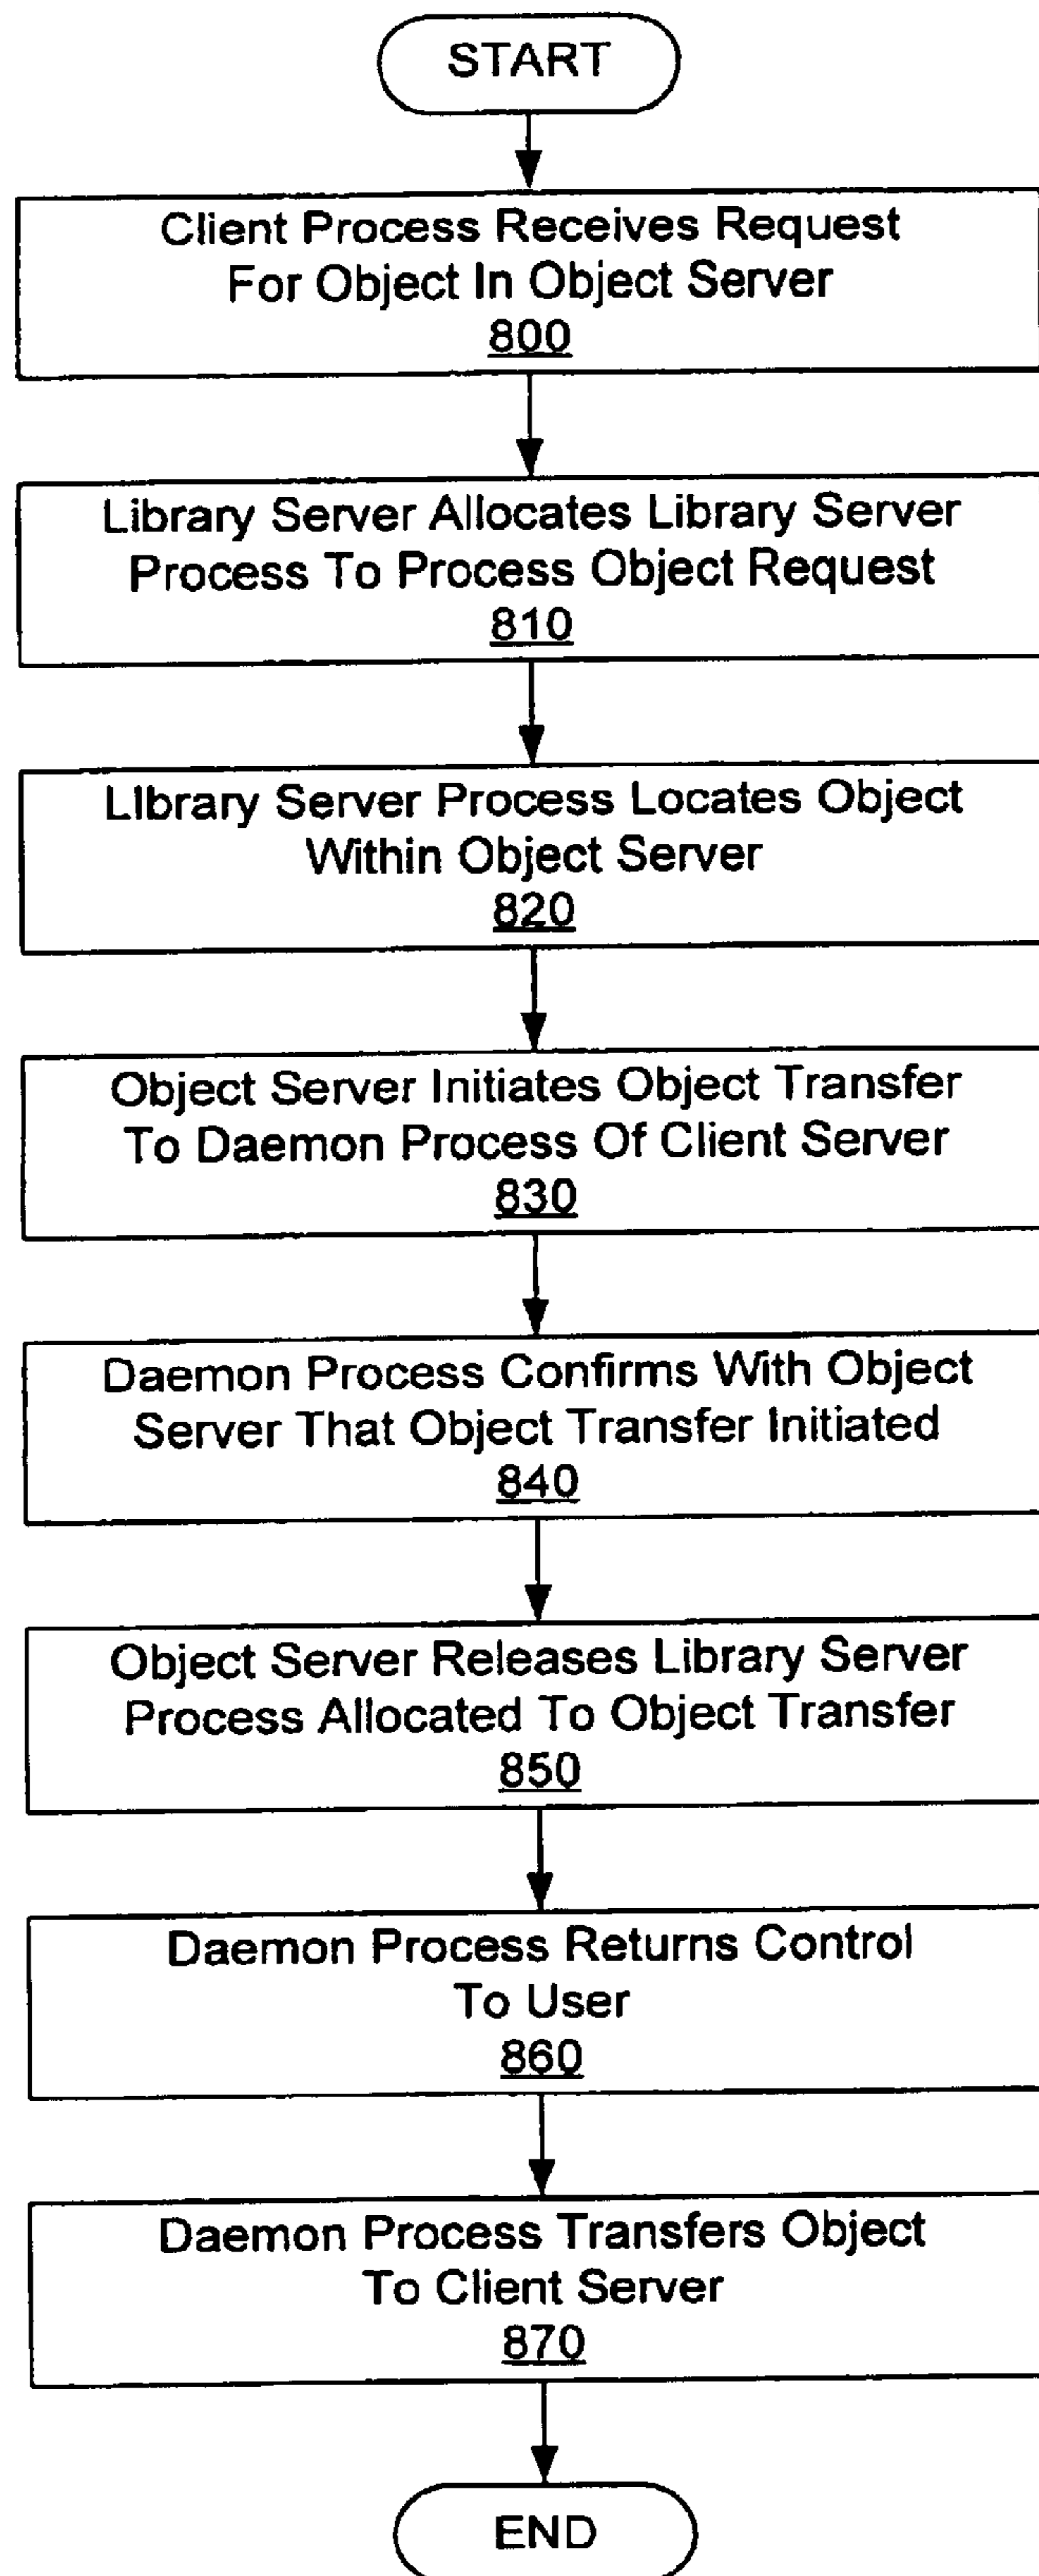 START
Client Process Receives Request
For Object In Object Server
800
Library Server Allocates Library Server
Process To Process Object Request
810
Library Server Process Locates Object
Within Object Server
820
Object Server Initiates Object Transfer
To Daemon Process Of Client Server
830
Daemon Process Confirms With Object
Server That Object Transfer Initiated
840
Object Server Releases Library Server
Process Allocated To Object Transfer
850
Daemon Process Returns Control
To User
860
Daemon Process Transfers Object
To Client Server
870
END